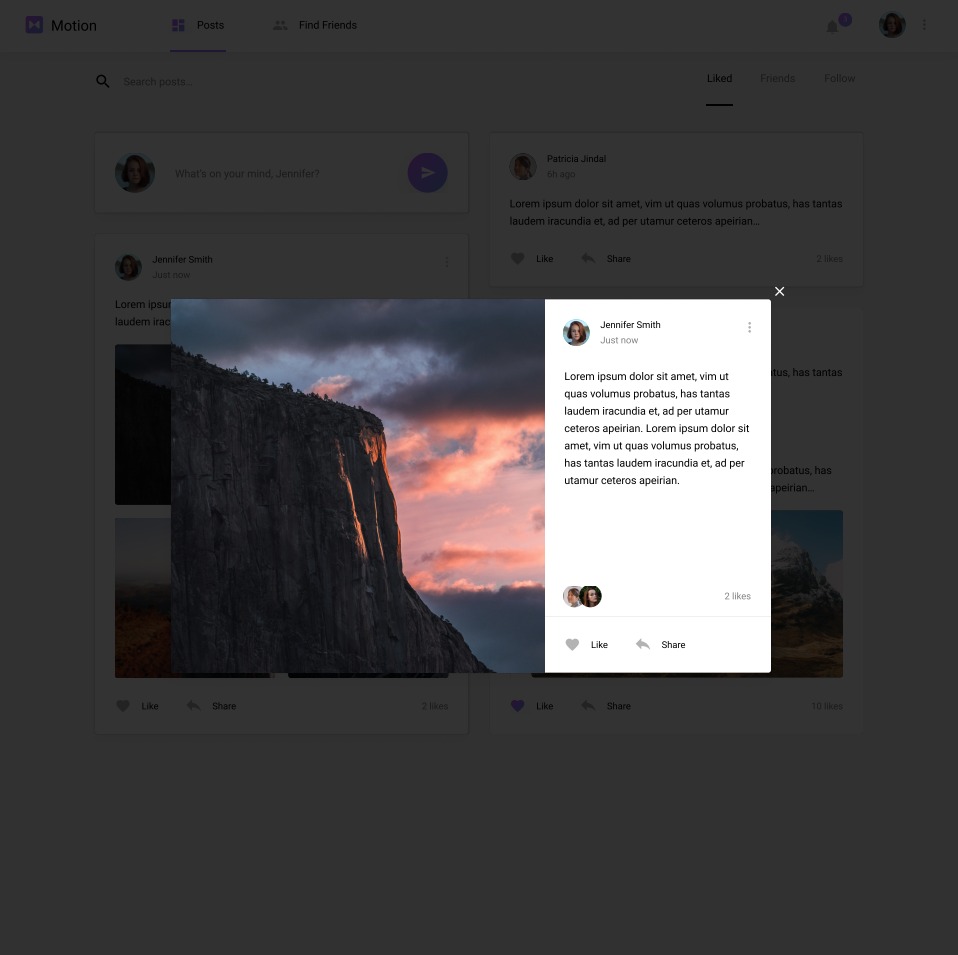 Motion
Posts
Find Friends
Search posts...
Liked
Friends
Follow
What's on your mind, Jennifer?
Jennifer Smith
Just now
Lorem ipsur
laudem irac
Like
Share
2 likes
Patricia Jindal
6h ago
Lorem ipsum dolor sit amet, vim ut quas volumus probatus, has tantas
laudem iracundia et, ad per utamur ceteros apeirian...
Like
Share
2 likes
tus, has tantas
probatus, has
apeirian...
Like
Share
10 likes
Jennifer Smith
Just now
Lorem ipsum dolor sit amet, vim ut
quas volumus probatus, has tantas
laudem iracundia et, ad per utamur
ceteros apeirian. Lorem ipsum dolor sit
amet, vim ut quas volumus probatus,
has tantas laudem iracundia et, ad per
utamur ceteros apeirian.
2 likes
Like
Share